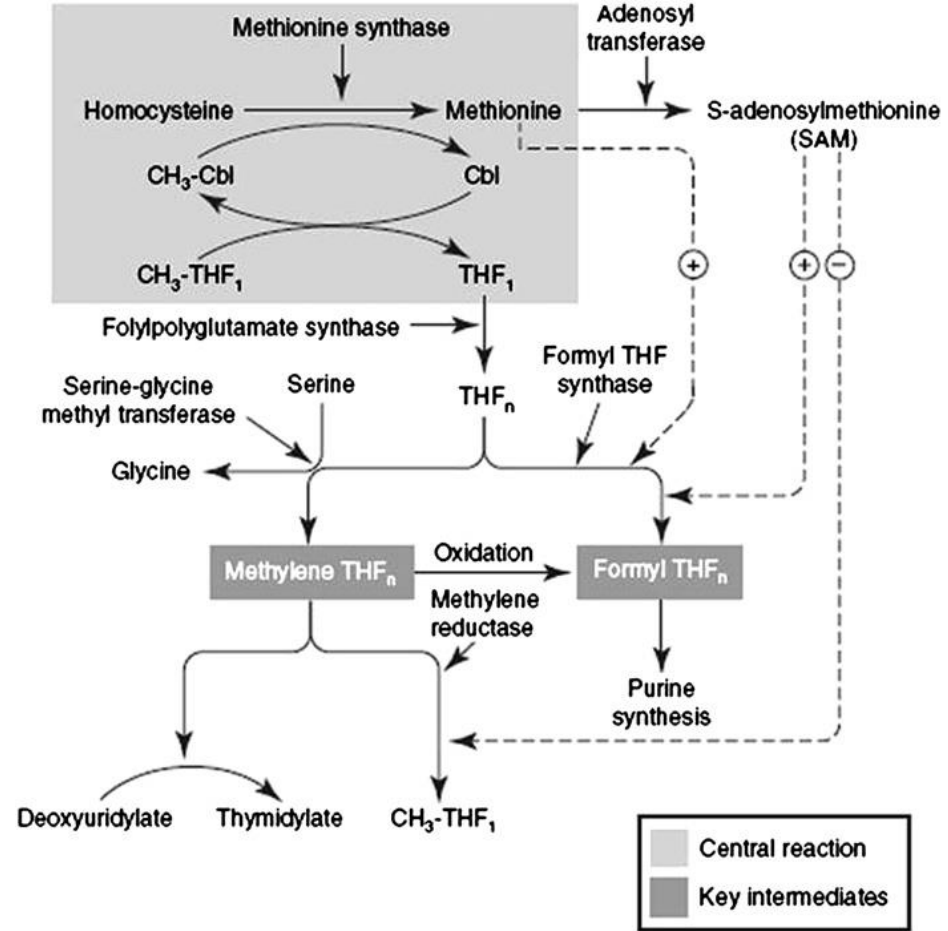 Methionine synthase
Adenosyl
transferase
Homocysteine
Methionine
S-adenosylmethionine
(SAM)
CH₃-Cbl
Cbl
+
+
−
CH₃-THF₁
THF₁
Folylpolyglutamate synthase
Formyl THF
synthase
Serine-glycine
methyl transferase
Serine
THFₙ
Glycine
Methylene THFₙ
Oxidation
Formyl THFₙ
Methylene
reductase
Purine
synthesis
Deoxyuridylate
Thymidylate
CH₃-THF₁
Central reaction
Key intermediates